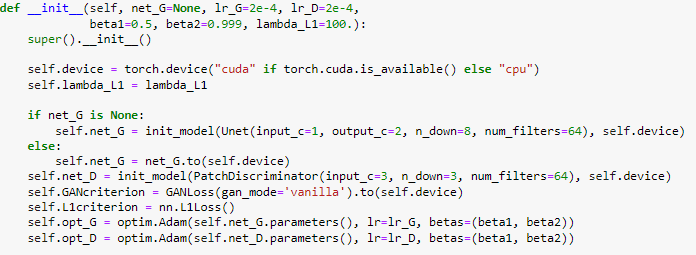 def __init__(self, net_G=None, lr_G=2e-4, lr_D=2e-4,
             beta1=0.5, beta2=0.999, lambda_L1=100.):
    super().__init__()

    self.device = torch.device("cuda" if torch.cuda.is_available() else "cpu")
    self.lambda_L1 = lambda_L1

    if net_G is None:
        self.net_G = init_model(Unet(input_c=1, output_c=2, n_down=8, num_filters=64), self.device)
    else:
        self.net_G = net_G.to(self.device)
    self.net_D = init_model(PatchDiscriminator(input_c=3, n_down=3, num_filters=64), self.device)
    self.GANcriterion = GANLoss(gan_mode='vanilla').to(self.device)
    self.L1criterion = nn.L1Loss()
    self.opt_G = optim.Adam(self.net_G.parameters(), lr=lr_G, betas=(beta1, beta2))
    self.opt_D = optim.Adam(self.net_D.parameters(), lr=lr_D, betas=(beta1, beta2))